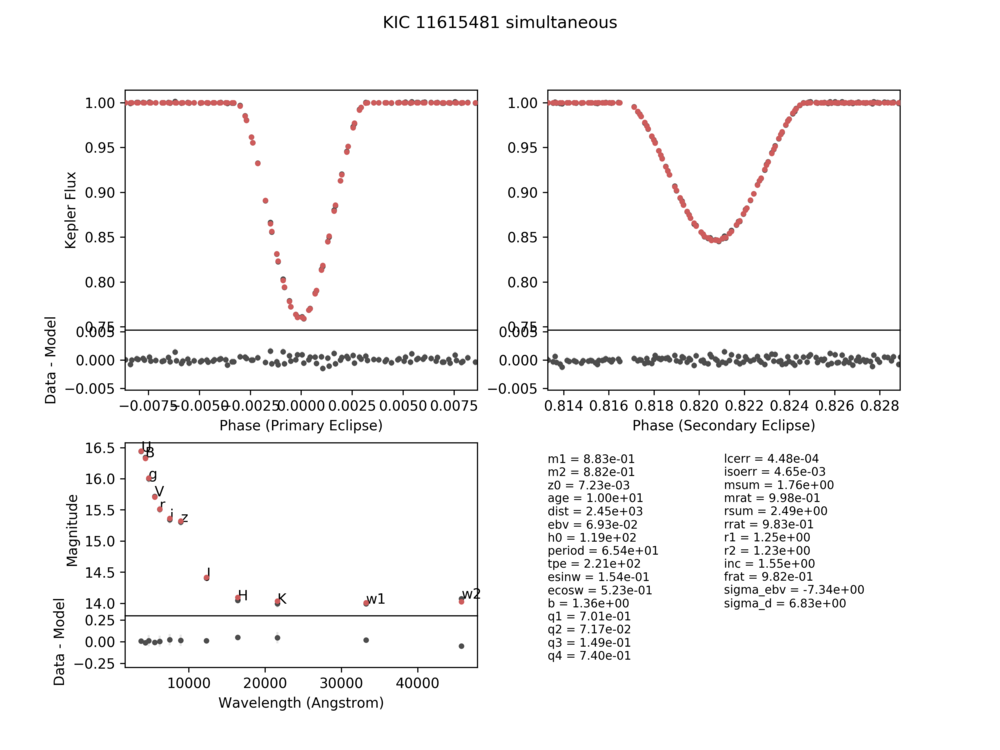 KIC 11615481 simultaneous
Kepler Flux
1.00
0.95
0.90
0.85
0.80
0.75
1.00
0.95
0.90
0.85
0.80
0.75
Data - Model
0.005
0.000
−0.005
0.005
0.000
−0.005
−0.0075 −0.0050 −0.0025 0.0000 0.0025 0.0050 0.0075
0.814 0.816 0.818 0.820 0.822 0.824 0.826 0.828
Phase (Primary Eclipse)
Phase (Secondary Eclipse)
Magnitude
16.5
16.0
15.5
15.0
14.5
14.0
U
B
g
V
r
i
z
J
H
K
w1
w2
Data - Model
0.25
0.00
−0.25
10000 20000 30000 40000
Wavelength (Angstrom)
m1 = 8.83e-01
m2 = 8.82e-01
z0 = 7.23e-03
age = 1.00e+01
dist = 2.45e+03
ebv = 6.93e-02
h0 = 1.19e+02
period = 6.54e+01
tpe = 2.21e+02
esinw = 1.54e-01
ecosw = 5.23e-01
b = 1.36e+00
q1 = 7.01e-01
q2 = 7.17e-02
q3 = 1.49e-01
q4 = 7.40e-01
lcerr = 4.48e-04
isoerr = 4.65e-03
msum = 1.76e+00
mrat = 9.98e-01
rsum = 2.49e+00
rrat = 9.83e-01
r1 = 1.25e+00
r2 = 1.23e+00
inc = 1.55e+00
frat = 9.82e-01
sigma_ebv = -7.34e+00
sigma_d = 6.83e+00